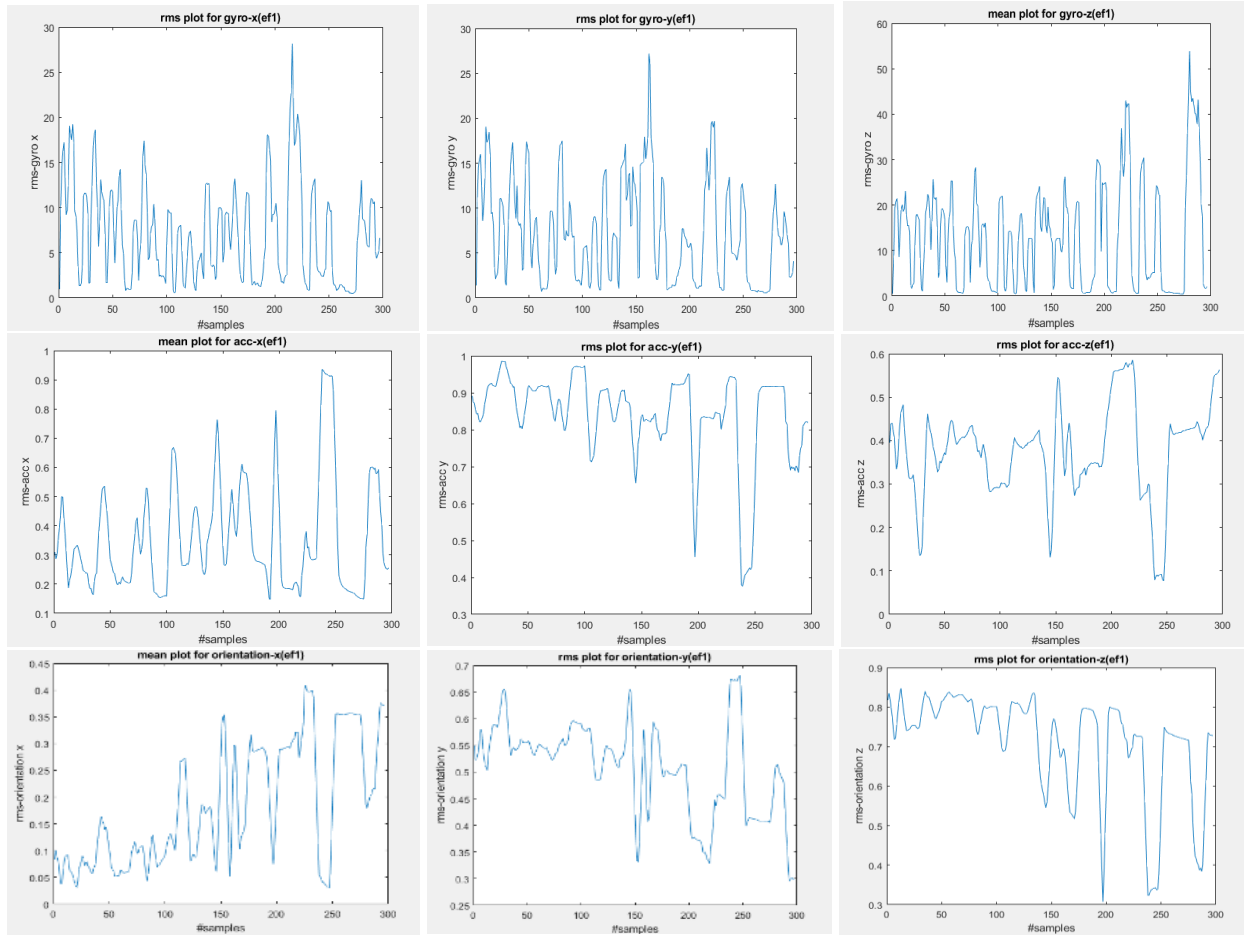 rms plot for gyro-x(ef1)
30
25
20
15
10
5
0
rms-gyro x
0 50 100 150 200 250 300
#samples
rms plot for gyro-y(ef1)
30
25
20
15
10
5
0
rms-gyro y
0 50 100 150 200 250 300
#samples
mean plot for gyro-z(ef1)
60
50
40
30
20
10
0
rms-gyro z
0 50 100 150 200 250 300
#samples
mean plot for acc-x(ef1)
1
0.9
0.8
0.7
0.6
0.5
0.4
0.3
0.2
0.1
rms-acc x
0 50 100 150 200 250 300
#samples
rms plot for acc-y(ef1)
1
0.9
0.8
0.7
0.6
0.5
0.4
0.3
rms-acc y
0 50 100 150 200 250 300
#samples
rms plot for acc-z(ef1)
0.6
0.5
0.4
0.3
0.2
0.1
0
rms-acc z
0 50 100 150 200 250 300
#samples
mean plot for orientation-x(ef1)
0.45
0.4
0.35
0.3
0.25
0.2
0.15
0.1
0.05
0
rms-orientation x
0 50 100 150 200 250 300
#samples
rms plot for orientation-y(ef1)
0.7
0.65
0.6
0.55
0.5
0.45
0.4
0.35
0.3
0.25
rms-orientation y
0 50 100 150 200 250 300
#samples
rms plot for orientation-z(ef1)
0.9
0.8
0.7
0.6
0.5
0.4
0.3
rms-orientation z
0 50 100 150 200 250 300
#samples